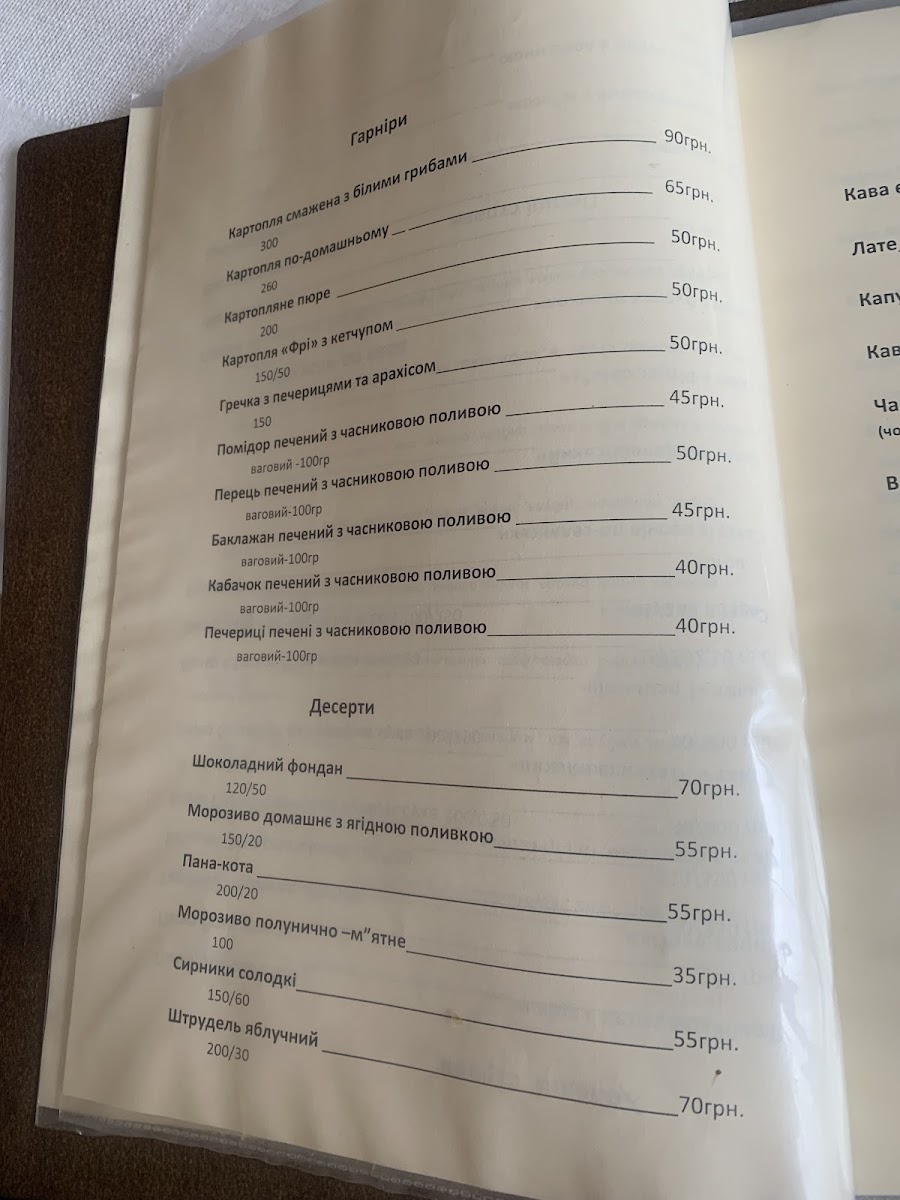 Гарніри
Картопля смажена з білими грибами 90грн.
300
Картопля по-домашньому 65грн.
260
Картопляне пюре 50грн.
200
Картопля «Фрі» з кетчупом 50грн.
150/50
Гречка з печерицями та арахісом 50грн.
150
Помідор печений з часниковою поливою 45грн.
ваговий -100гр
Перець печений з часниковою поливою 50грн.
ваговий-100гр
Баклажан печений з часниковою поливою 45грн.
ваговий-100гр
Кабачок печений з часниковою поливою 40грн.
ваговий-100гр
Печериці печені з часниковою поливою 40грн.
ваговий-100гр
Десерти
Шоколадний фондан 70грн.
120/50
Морозиво домашнє з ягідною поливкою 55грн.
150/20
Пана-кота 55грн.
200/20
Морозиво полунично –м"ятне 35грн.
100
Сирники солодкі 55грн.
150/60
Штрудель яблучний 70грн.
200/30
Кава
Лате